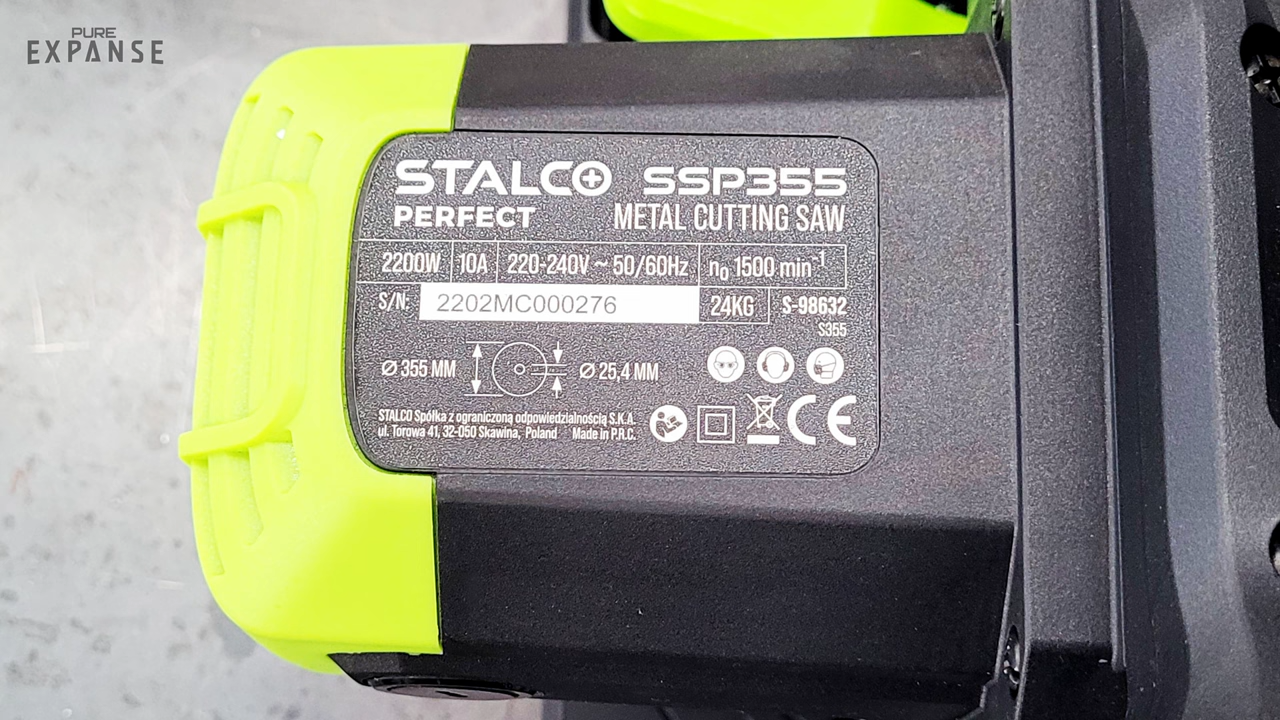 PURE
EXPANSE
STALCO SSP355
PERFECT METAL CUTTING SAW
2200W 10A 220-240V ~ 50/60Hz n₀ 1500 min⁻¹
S/N: 2202MC000276 24KG S-98632
S355
Ø 355 MM Ø 25,4 MM
STALCO Spółka z ograniczoną odpowiedzialnością S.K.A.
ul. Torowa 41, 32-050 Skawina, Poland Made in P.R.C.
CE